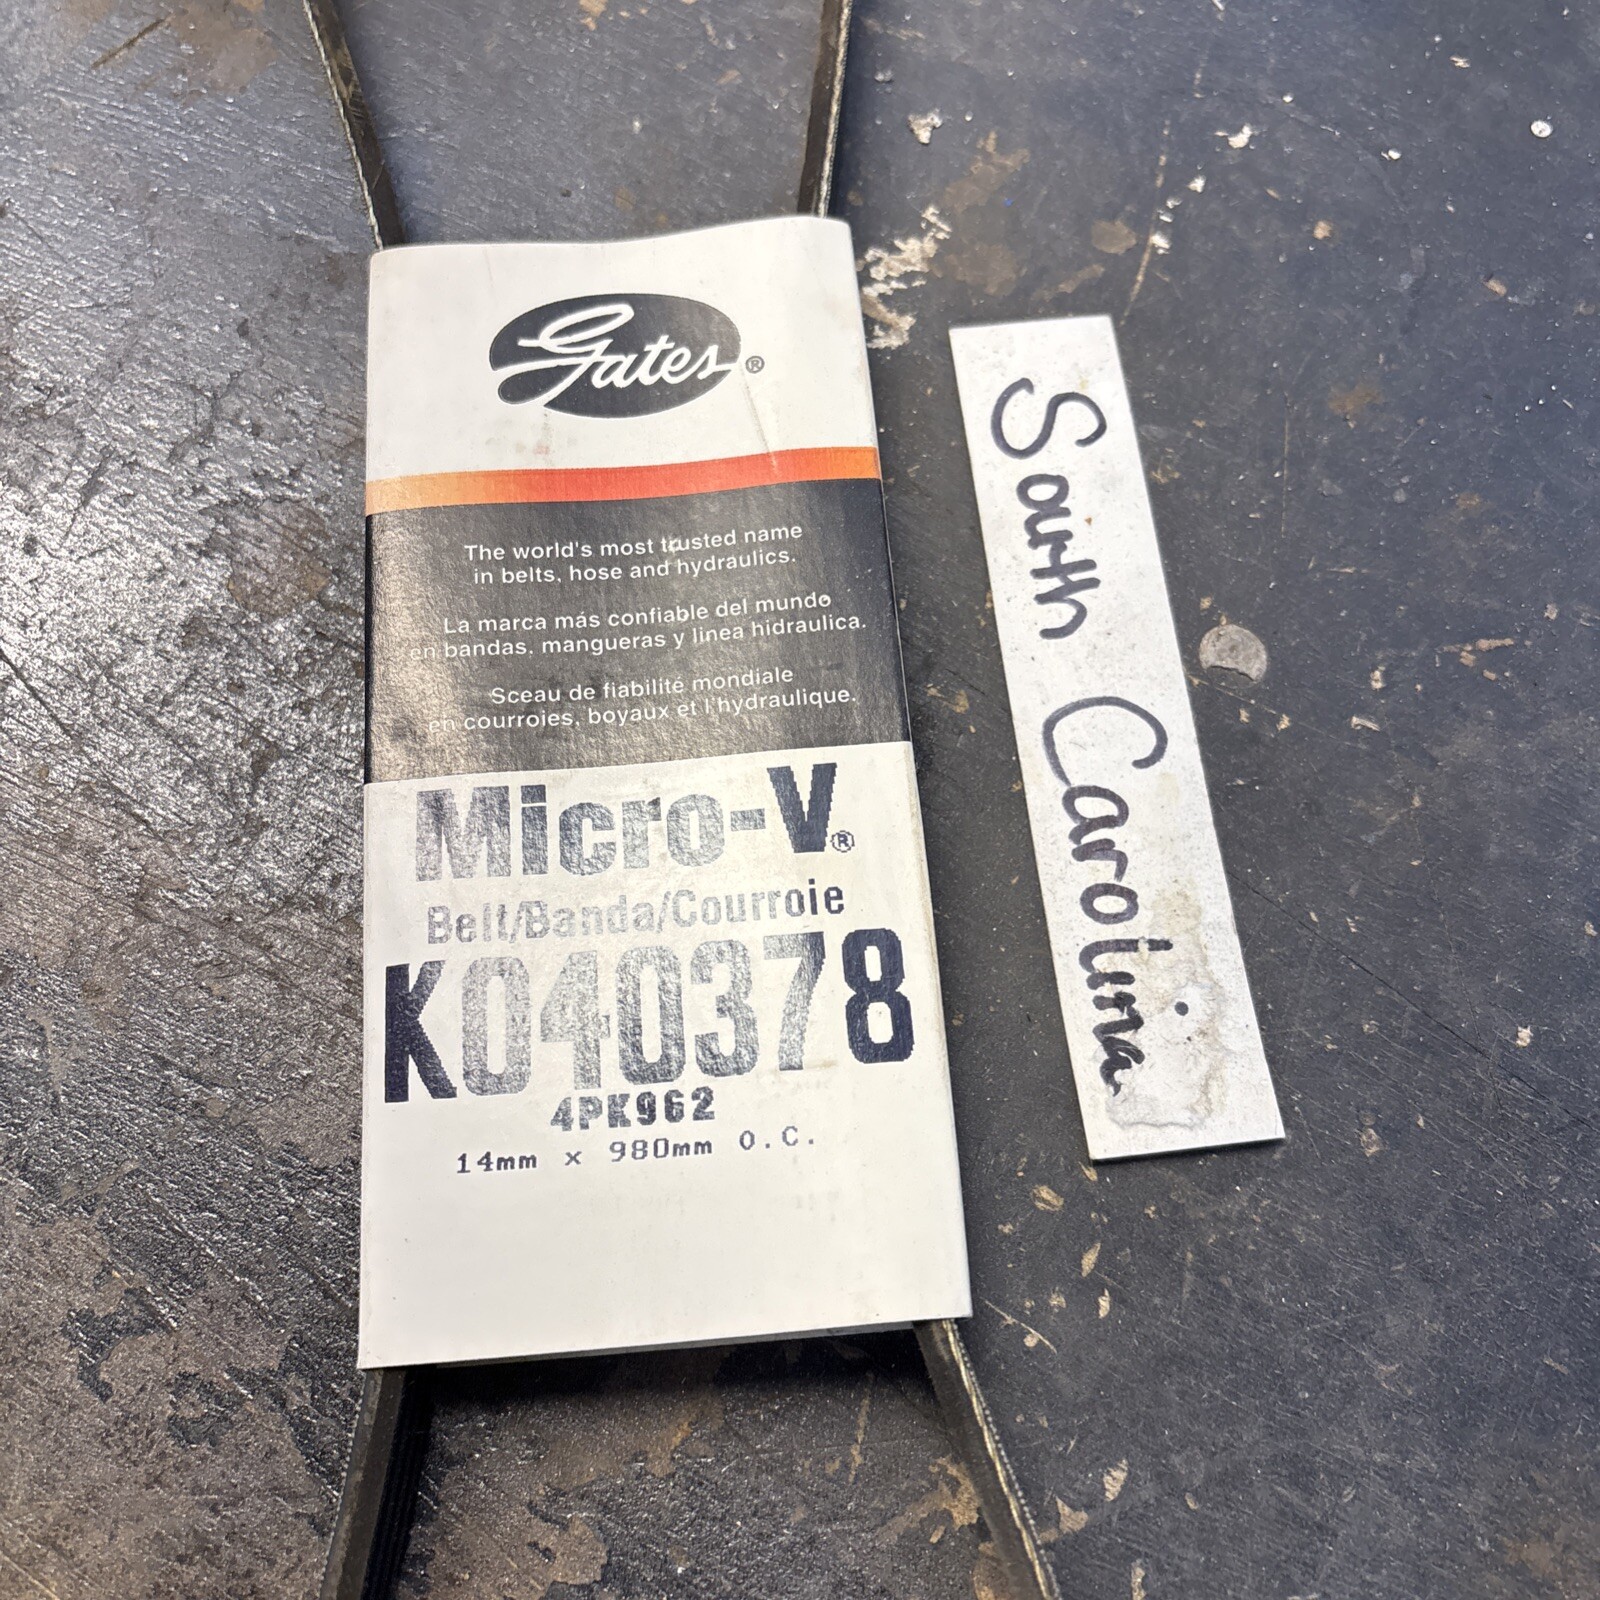 Gates®
The world's most trusted name
in belts, hose and hydraulics.
La marca más confiable del mundo
en bandas, mangueras y linea hidraulica.
Sceau de fiabilité mondiale
en courroies, boyaux et l'hydraulique.
Micro-V®
Belt/Banda/Courroie
K040378
4PK962
14mm x 980mm O.C.
South Carolina